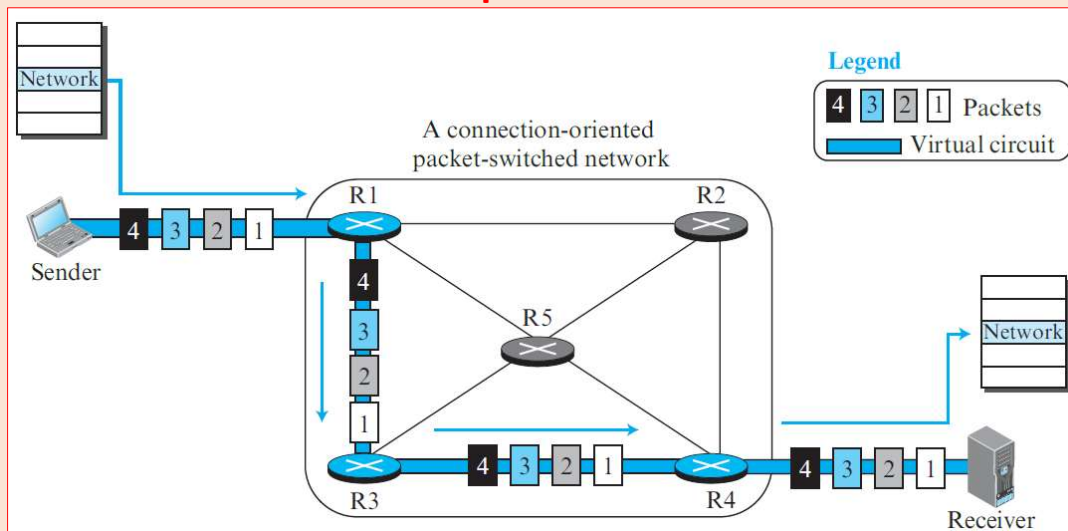 Network
Legend
4 3 2 1 Packets
Virtual circuit
A connection-oriented
packet-switched network
R1
R2
4 3 2 1
Sender
4
3
2
1
R5
Network
4 3 2 1
4 3 2 1
R3
R4
Receiver